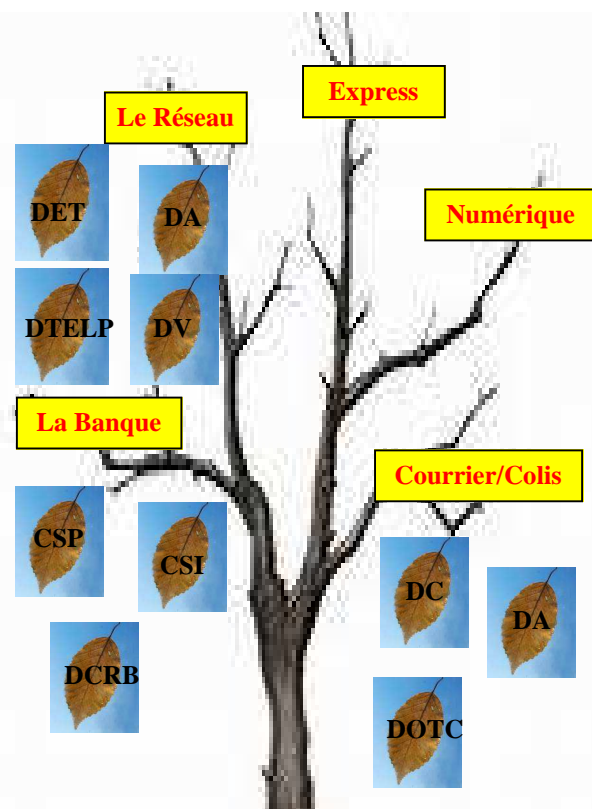 Express
Le Réseau
DET
DA
Numérique
DTELP
DV
La Banque
Courrier/Colis
CSP
CSI
DC
DA
DCRB
DOTC